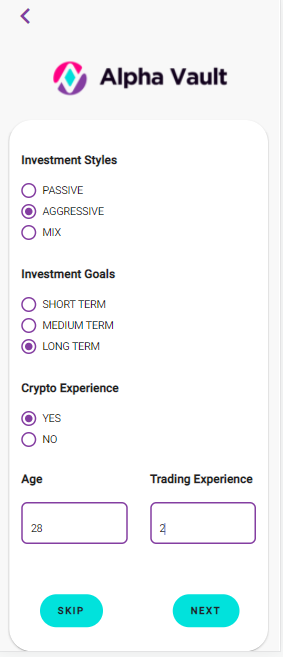 Alpha Vault
Investment Styles
PASSIVE
AGGRESSIVE
MIX
Investment Goals
SHORT TERM
MEDIUM TERM
LONG TERM
Crypto Experience
YES
NO
Age Trading Experience
28 2
SKIP NEXT